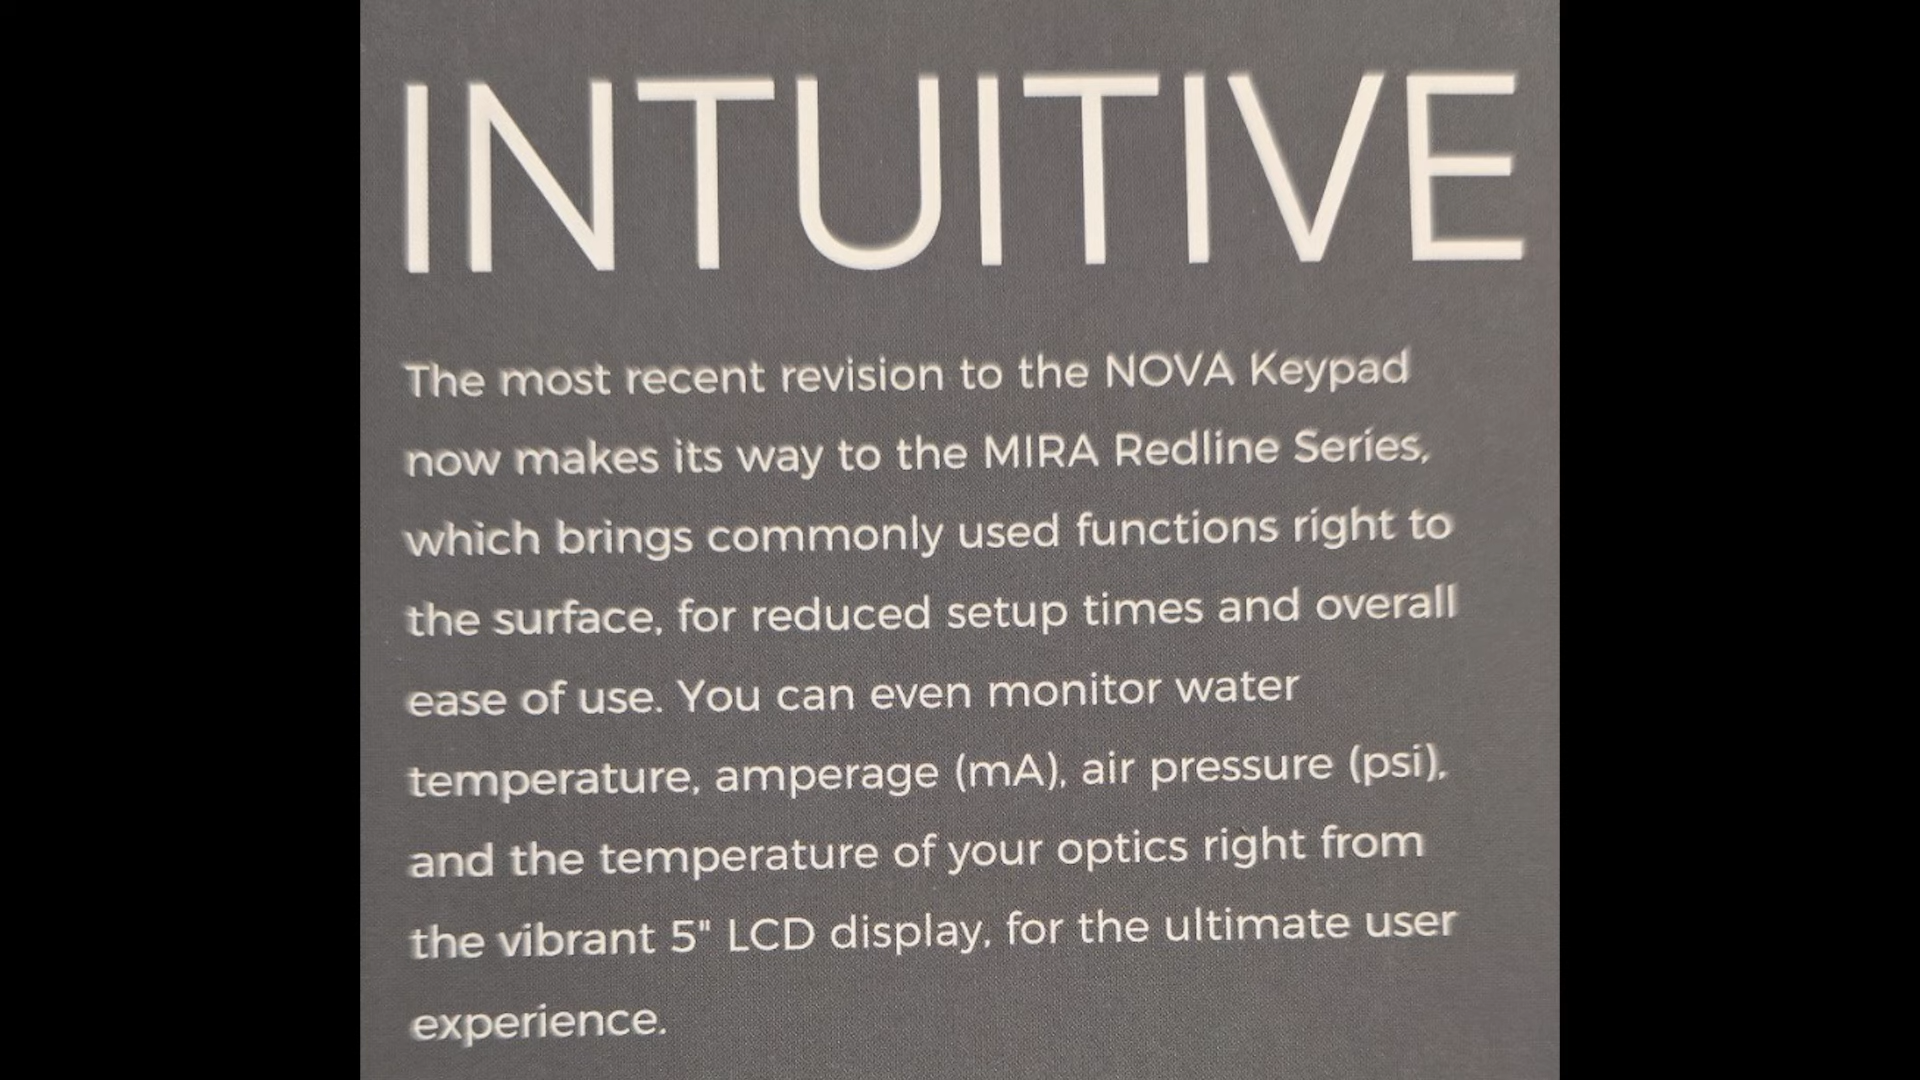 INTUITIVE
The most recent revision to the NOVA Keypad
now makes its way to the MIRA Redline Series,
which brings commonly used functions right to
the surface, for reduced setup times and overall
ease of use. You can even monitor water
temperature, amperage (mA), air pressure (psi),
and the temperature of your optics right from
the vibrant 5" LCD display, for the ultimate user
experience.